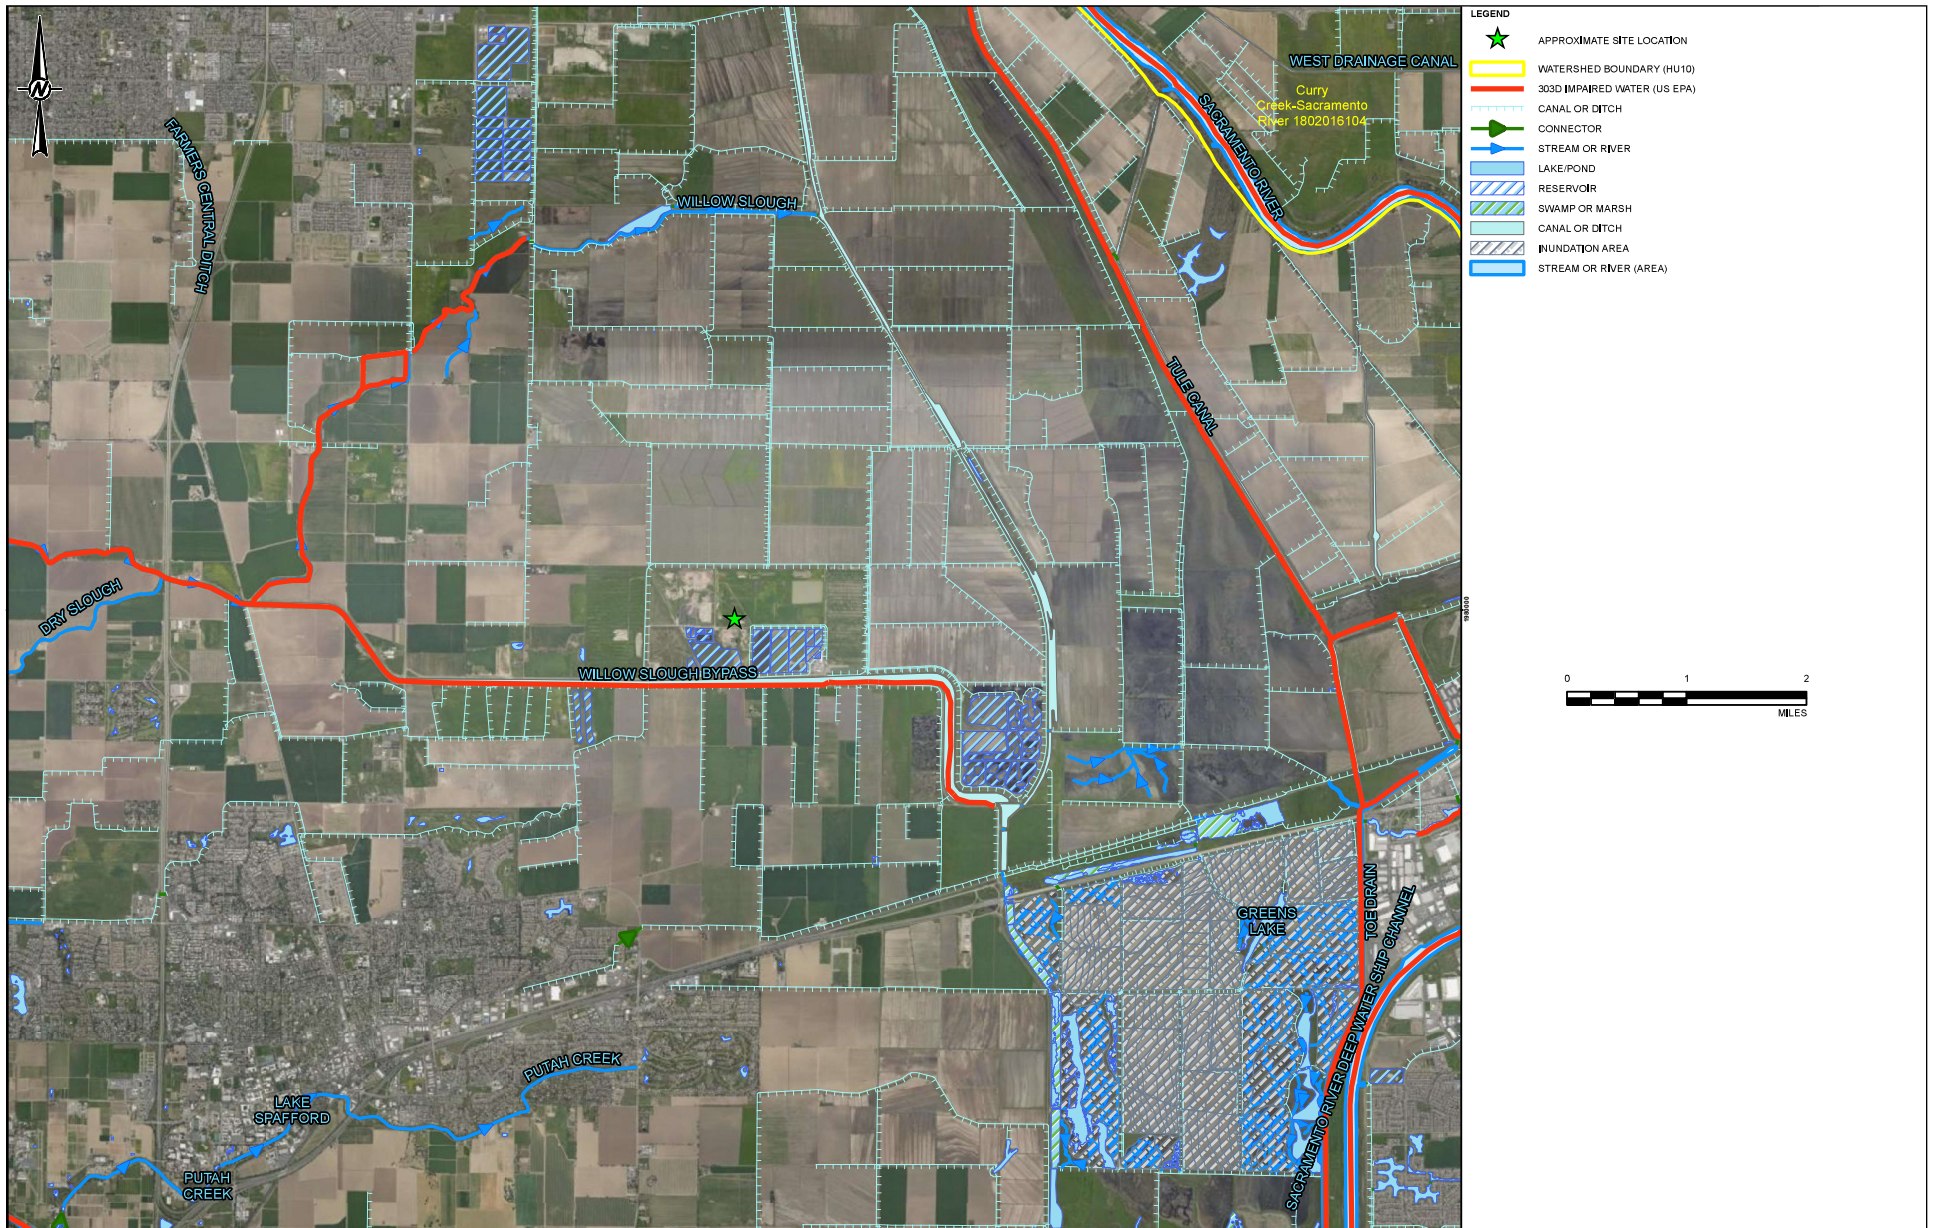 N
WEST DRAINAGE CANAL
Curry
Creek-Sacramento
River 1802016104
SACRAMENTO RIVER
FARMERS CENTRAL DITCH
WILLOW SLOUGH
TULE CANAL
DRY SLOUGH
WILLOW SLOUGH BYPASS
GREENS
LAKE
TOE DRAIN
SACRAMENTO RIVER DEEP WATER SHIP CHANNEL
PUTAH CREEK
LAKE
SPAFFORD
PUTAH
CREEK
LEGEND
APPROXIMATE SITE LOCATION
WATERSHED BOUNDARY (HU10)
303D IMPAIRED WATER (US EPA)
CANAL OR DITCH
CONNECTOR
STREAM OR RIVER
LAKE/POND
RESERVOIR
SWAMP OR MARSH
CANAL OR DITCH
INUNDATION AREA
STREAM OR RIVER (AREA)
0 1 2
MILES